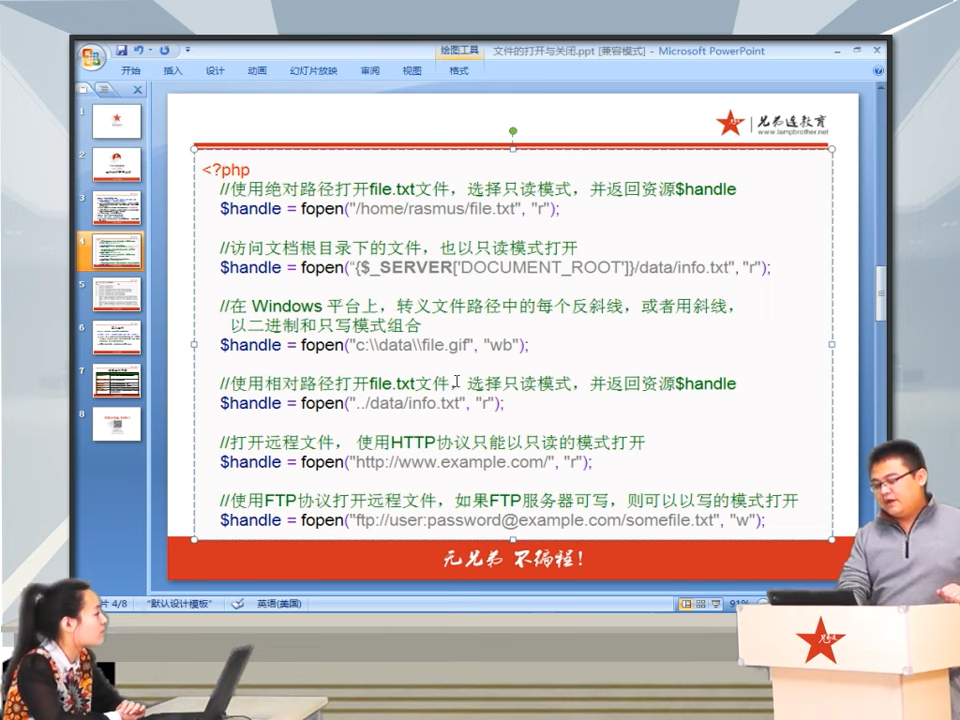 绘图工具
文件的打开与关闭.ppt [兼容模式] - Microsoft PowerPoint
开始 插入 设计 动画 幻灯片放映 审阅 视图 格式
1
2
3
4
5
6
7
8
兄弟连教育
www.lampbrother.net
<?php
//使用绝对路径打开file.txt文件，选择只读模式，并返回资源$handle
$handle = fopen("/home/rasmus/file.txt", "r");
//访问文档根目录下的文件，也以只读模式打开
$handle = fopen("{$_SERVER['DOCUMENT_ROOT']}/data/info.txt", "r");
//在 Windows 平台上，转义文件路径中的每个反斜线，或者用斜线，
以二进制和只写模式组合
$handle = fopen("c:\\data\\file.gif", "wb");
//使用相对路径打开file.txt文件，选择只读模式，并返回资源$handle
$handle = fopen("../data/info.txt", "r");
//打开远程文件， 使用HTTP协议只能以只读的模式打开
$handle = fopen("http://www.example.com/", "r");
//使用FTP协议打开远程文件，如果FTP服务器可写，则可以以写的模式打开
$handle = fopen("ftp://user:password@example.com/somefile.txt", "w");
无兄弟 不编程！
片 4/8 "默认设计模板" 英语(美国) 91%